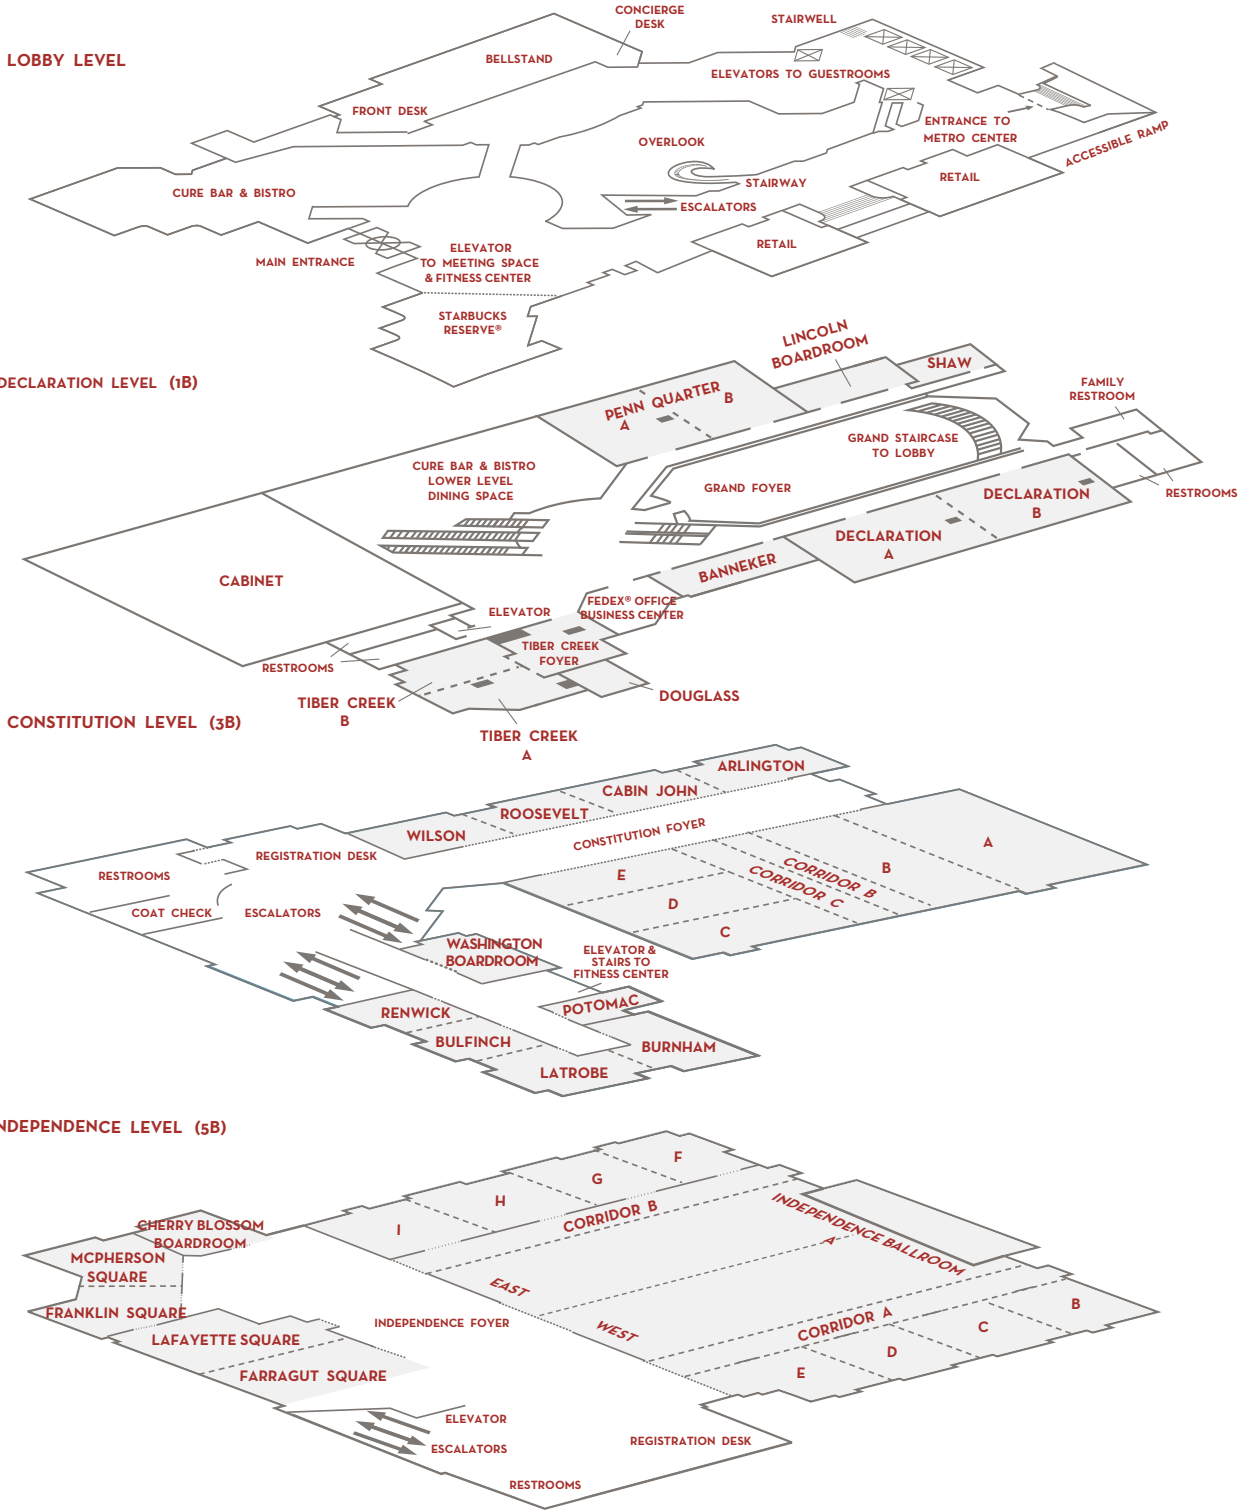 CONCIERGE
DESK
STAIRWELL
LOBBY LEVEL
BELLSTAND
ELEVATORS TO GUESTROOMS
FRONT DESK
ENTRANCE TO
METRO CENTER
OVERLOOK
ACCESSIBLE RAMP
CURE BAR & BISTRO
STAIRWAY
RETAIL
ESCALATORS
RETAIL
MAIN ENTRANCE
ELEVATOR
TO MEETING SPACE
& FITNESS CENTER
STARBUCKS
RESERVE®
DECLARATION LEVEL (1B)
LINCOLN
BOARDROOM
SHAW
FAMILY
RESTROOM
PENN QUARTER
A
B
GRAND STAIRCASE
TO LOBBY
CURE BAR & BISTRO
LOWER LEVEL
DINING SPACE
GRAND FOYER
DECLARATION
B
RESTROOMS
DECLARATION
A
BANNEKER
CABINET
FEDEX® OFFICE
BUSINESS CENTER
ELEVATOR
TIBER CREEK
FOYER
RESTROOMS
TIBER CREEK
B
DOUGLASS
TIBER CREEK
A
CONSTITUTION LEVEL (3B)
ARLINGTON
CABIN JOHN
ROOSEVELT
WILSON
CONSTITUTION FOYER
REGISTRATION DESK
RESTROOMS
A
B
CORRIDOR B
CORRIDOR C
E
D
C
COAT CHECK
ESCALATORS
WASHINGTON
BOARDROOM
ELEVATOR &
STAIRS TO
FITNESS CENTER
POTOMAC
RENWICK
BULFINCH
BURNHAM
LATROBE
NDEPENDENCE LEVEL (5B)
F
G
H
I
CORRIDOR B
INDEPENDENCE BALLROOM
A
CHERRY BLOSSOM
BOARDROOM
MCPHERSON
SQUARE
EAST
FRANKLIN SQUARE
INDEPENDENCE FOYER
WEST
CORRIDOR A
B
C
D
E
LAFAYETTE SQUARE
FARRAGUT SQUARE
ELEVATOR
ESCALATORS
REGISTRATION DESK
RESTROOMS